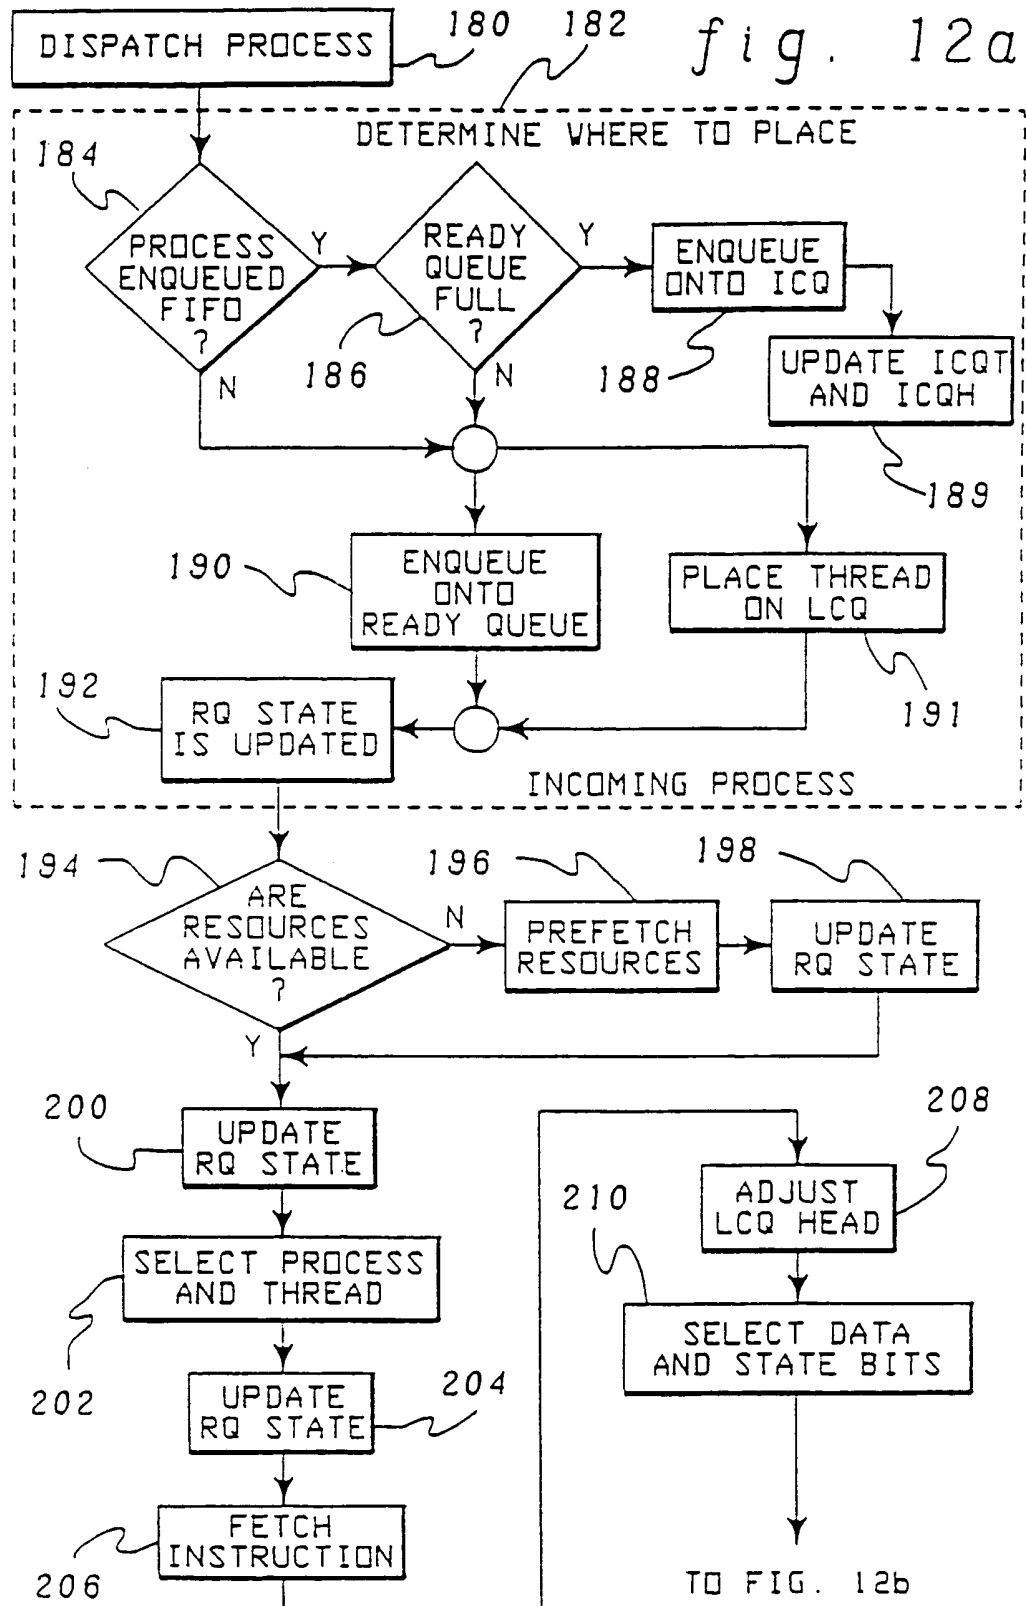 fig. 12a
DISPATCH PROCESS
180
182
DETERMINE WHERE TO PLACE
184
PROCESS
ENQUEUED
FIFO
?
Y
N
READY
QUEUE
FULL
?
186
Y
N
ENQUEUE
ONTO ICQ
188
UPDATE ICQT
AND ICQH
189
190
ENQUEUE
ONTO
READY QUEUE
PLACE THREAD
ON LCQ
191
192
RQ STATE
IS UPDATED
INCOMING PROCESS
194
ARE
RESOURCES
AVAILABLE
?
N
Y
196
PREFETCH
RESOURCES
198
UPDATE
RQ STATE
200
UPDATE
RQ STATE
SELECT PROCESS
AND THREAD
202
UPDATE
RQ STATE
204
FETCH
INSTRUCTION
206
208
ADJUST
LCQ HEAD
210
SELECT DATA
AND STATE BITS
TO FIG. 12b